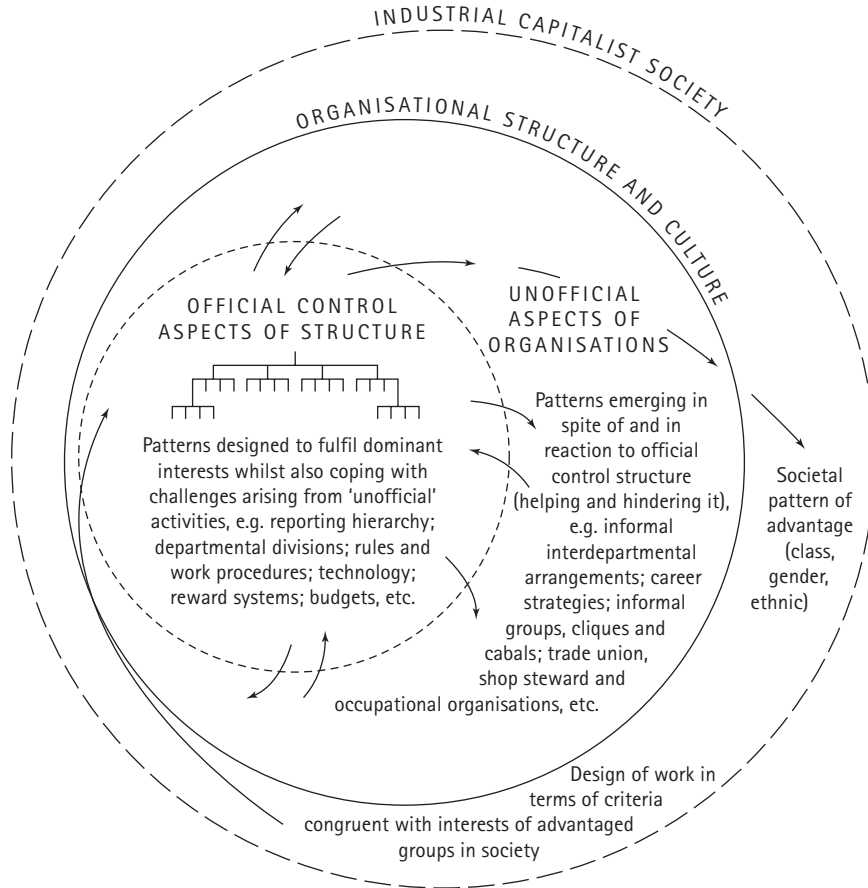 INDUSTRIAL CAPITALIST SOCIETY
ORGANISATIONAL STRUCTURE AND CULTURE
OFFICIAL CONTROL
ASPECTS OF STRUCTURE
UNOFFICIAL
ASPECTS OF
ORGANISATIONS
Patterns designed to fulfil dominant
interests whilst also coping with
challenges arising from ‘unofficial’
activities, e.g. reporting hierarchy;
departmental divisions; rules and
work procedures; technology;
reward systems; budgets, etc.
Patterns emerging in
spite of and in
reaction to official
control structure
(helping and hindering it),
e.g. informal
interdepartmental
arrangements; career
strategies; informal
groups, cliques and
cabals; trade union,
shop steward and
occupational organisations, etc.
Societal
pattern of
advantage
(class,
gender,
ethnic)
Design of work in
terms of criteria
congruent with interests of advantaged
groups in society